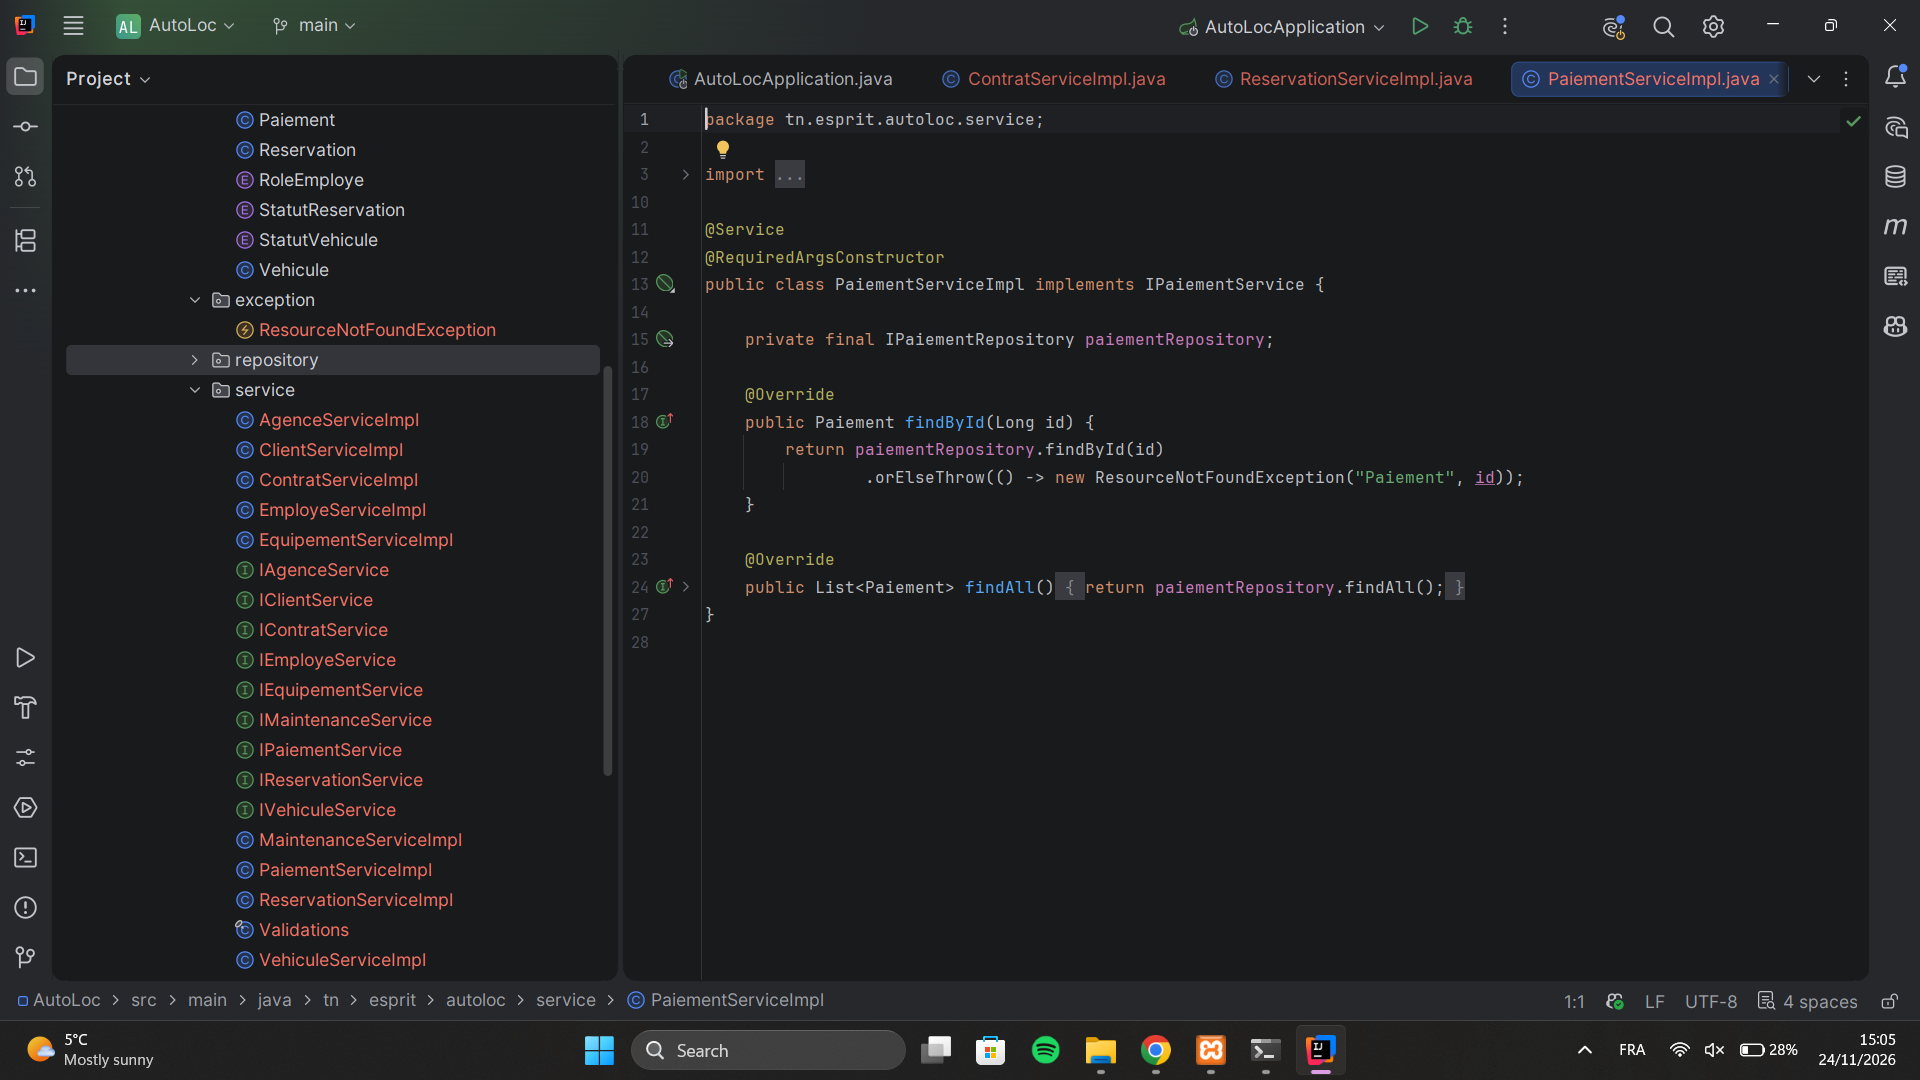 AL AutoLoc main AutoLocApplication
Project
Paiement
Reservation
RoleEmploye
StatutReservation
StatutVehicule
Vehicule
exception
ResourceNotFoundException
repository
service
AgenceServiceImpl
ClientServiceImpl
ContratServiceImpl
EmployeServiceImpl
EquipementServiceImpl
IAgenceService
IClientService
IContratService
IEmployeService
IEquipementService
IMaintenanceService
IPaiementService
IReservationService
IVehiculeService
MaintenanceServiceImpl
PaiementServiceImpl
ReservationServiceImpl
Validations
VehiculeServiceImpl
AutoLocApplication.java ContratServiceImpl.java ReservationServiceImpl.java PaiementServiceImpl.java
1 package tn.esprit.autoloc.service;
2
3 import ...
10
11 @Service
12 @RequiredArgsConstructor
13 public class PaiementServiceImpl implements IPaiementService {
14
15 private final IPaiementRepository paiementRepository;
16
17 @Override
18 public Paiement findById(Long id) {
19 return paiementRepository.findById(id)
20 .orElseThrow(() -> new ResourceNotFoundException("Paiement", id));
21 }
22
23 @Override
24 public List<Paiement> findAll() { return paiementRepository.findAll(); }
27 }
28
AutoLoc > src > main > java > tn > esprit > autoloc > service > PaiementServiceImpl
1:1 LF UTF-8 4 spaces
5°C
Mostly sunny
Search
FRA
28%
15:05
24/11/2026